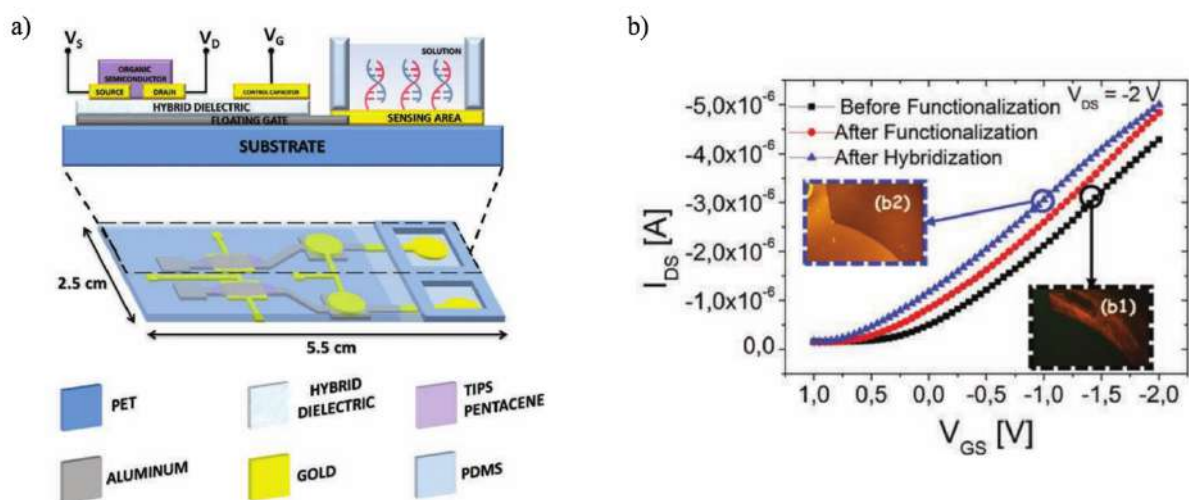 a)
V_S
V_D
V_G
ORGANIC
SEMICONDUCTOR
SOURCE
DRAIN
CONTROL CAPACITOR
SOLUTION
HYBRID DIELECTRIC
FLOATING GATE
SENSING AREA
SUBSTRATE
2.5 cm
5.5 cm
PET
HYBRID
DIELECTRIC
TIPS
PENTACENE
ALUMINUM
GOLD
PDMS
b)
V_DS = -2 V
Before Functionalization
After Functionalization
After Hybridization
(b2)
(b1)
I_DS [A]
-5,0x10⁻⁶
-4,0x10⁻⁶
-3,0x10⁻⁶
-2,0x10⁻⁶
-1,0x10⁻⁶
0,0
1,0 0,5 0,0 -0,5 -1,0 -1,5 -2,0
V_GS [V]